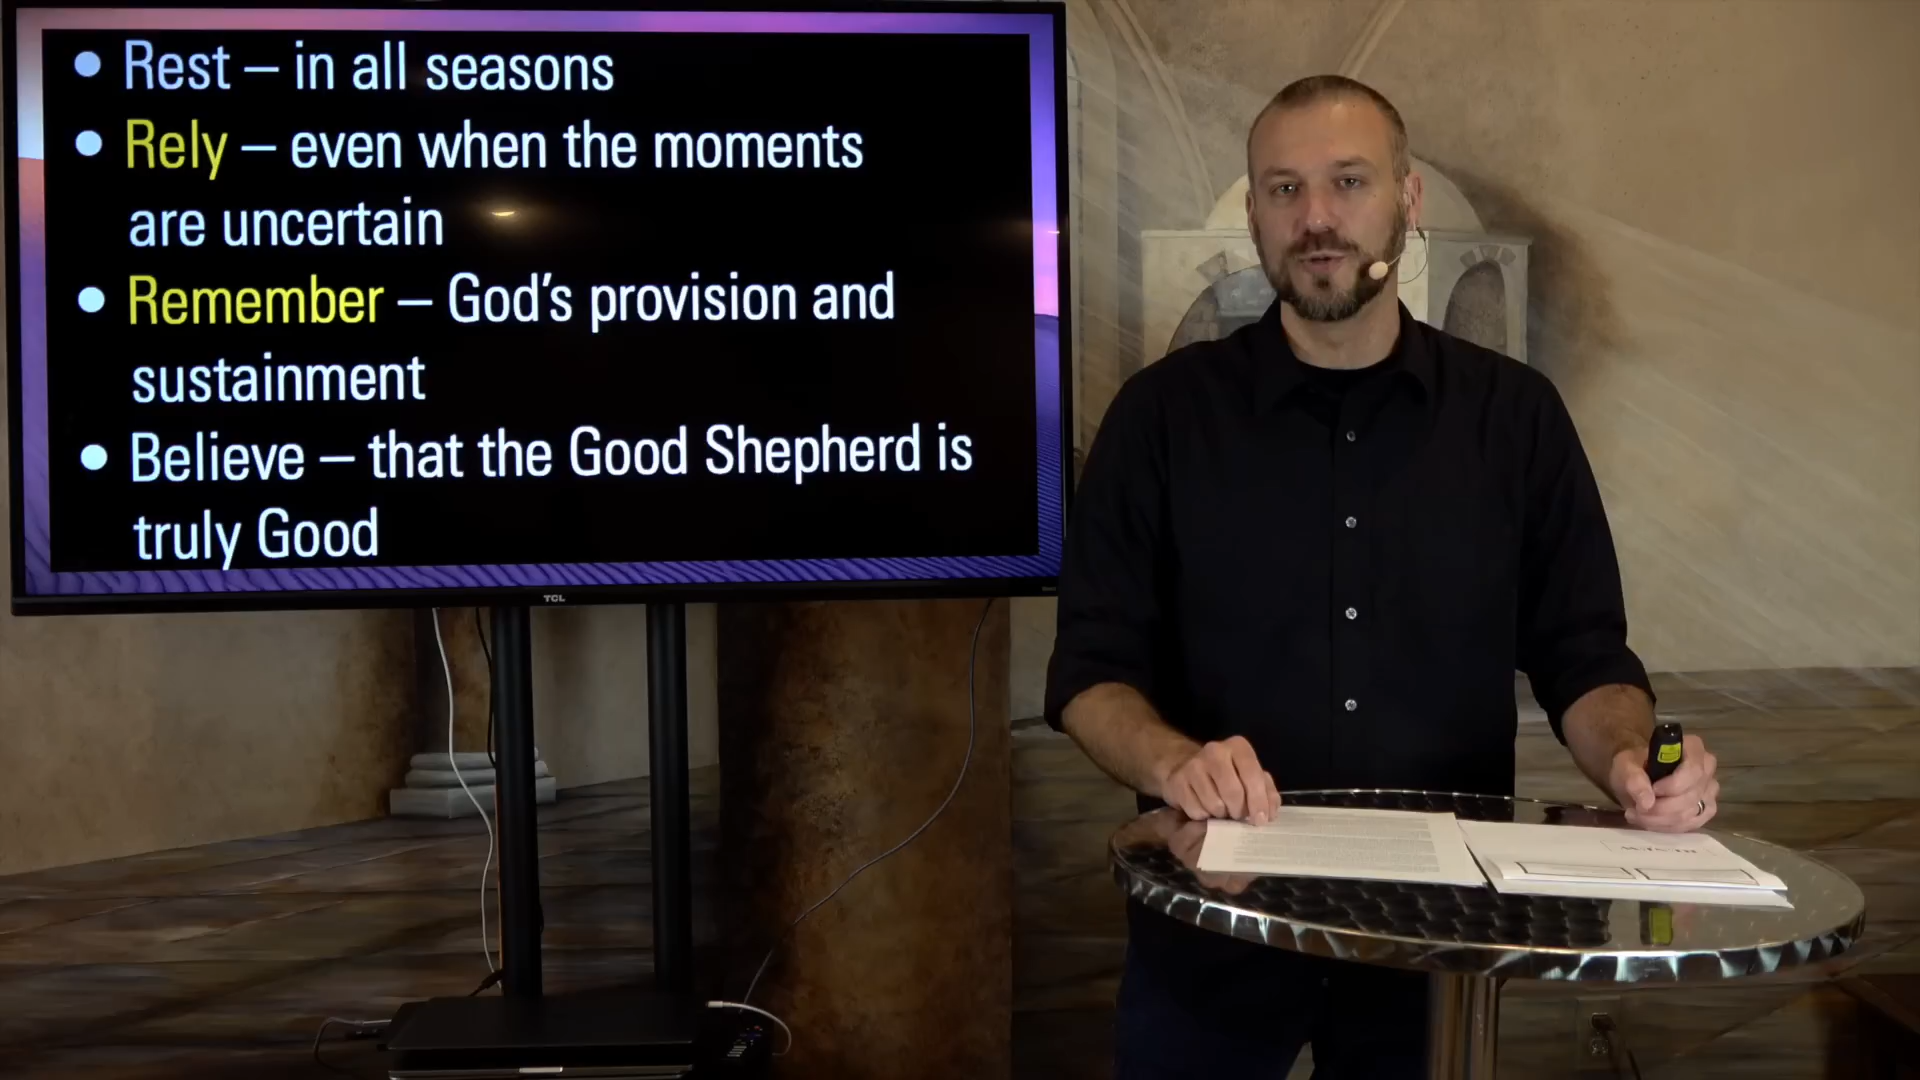 • Rest – in all seasons
• Rely – even when the moments
are uncertain
• Remember – God's provision and
sustainment
• Believe – that the Good Shepherd is
truly Good
TCL